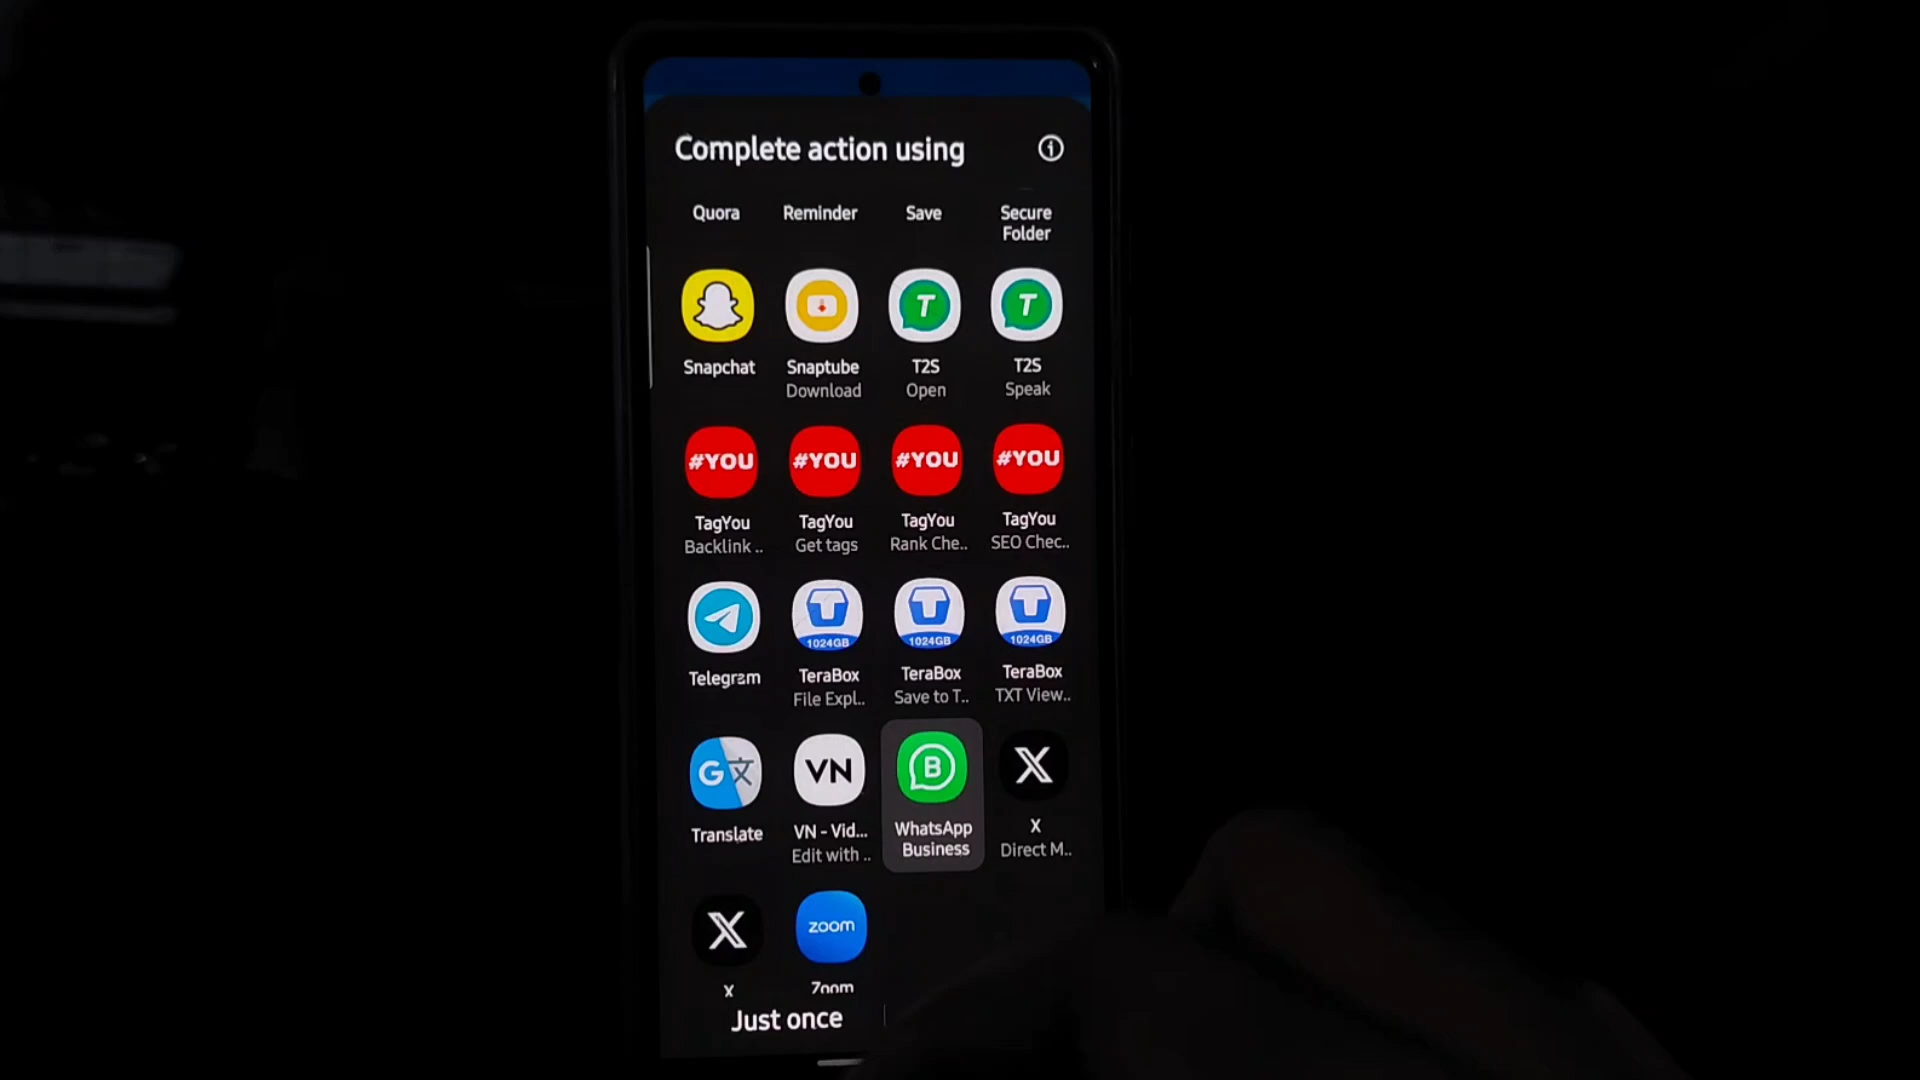 Complete action using
Quora Reminder Save Secure
Folder
T T
Snapchat Snaptube T2S T2S
Download Open Speak
#YOU #YOU #YOU #YOU
TagYou TagYou TagYou TagYou
Backlink .. Get tags Rank Che.. SEO Chec..
1024GB 1024GB 1024GB
Telegram TeraBox TeraBox TeraBox
File Expl.. Save to T.. TXT View..
G文 VN B X
Translate VN - Vid... WhatsApp X
Edit with .. Business Direct M..
X zoom
X Zoom
Just once